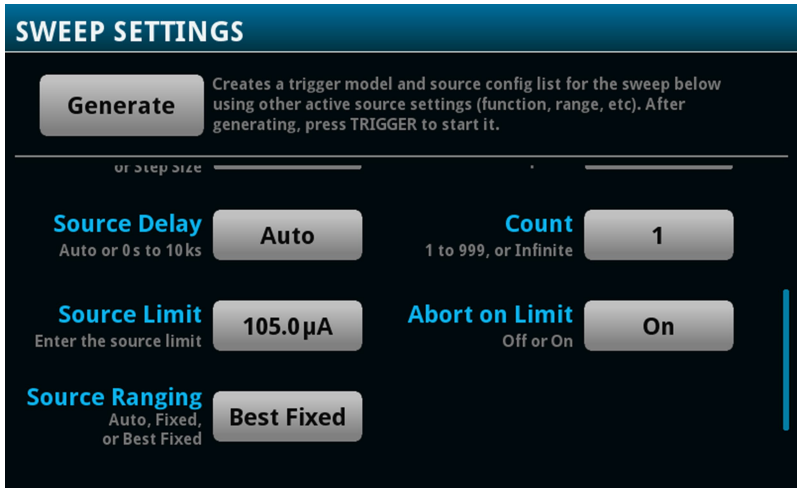 SWEEP SETTINGS
Generate
Creates a trigger model and source config list for the sweep below
using other active source settings (function, range, etc). After
generating, press TRIGGER to start it.
or Step Size
Source Delay
Auto or 0s to 10ks
Auto
Count
1 to 999, or Infinite
1
Source Limit
Enter the source limit
105.0µA
Abort on Limit
Off or On
On
Source Ranging
Auto, Fixed,
or Best Fixed
Best Fixed